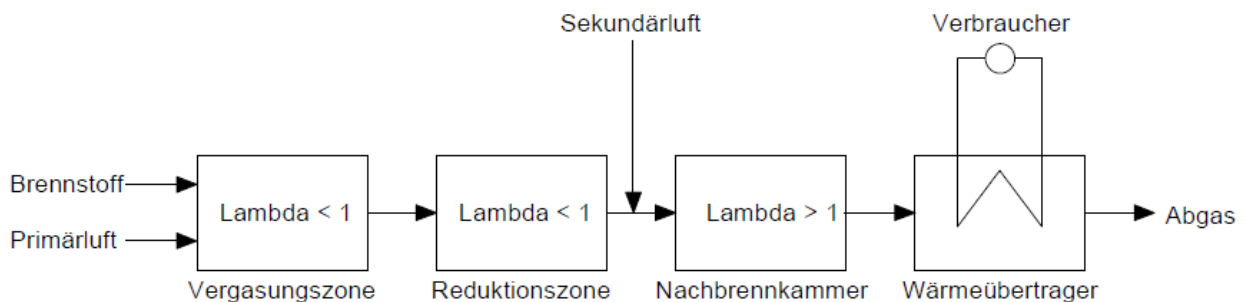 Sekundärluft
Verbraucher
Brennstoff
Primärluft
Lambda < 1
Lambda < 1
Lambda > 1
Abgas
Vergasungszone
Reduktionszone
Nachbrennkammer
Wärmeübertrager